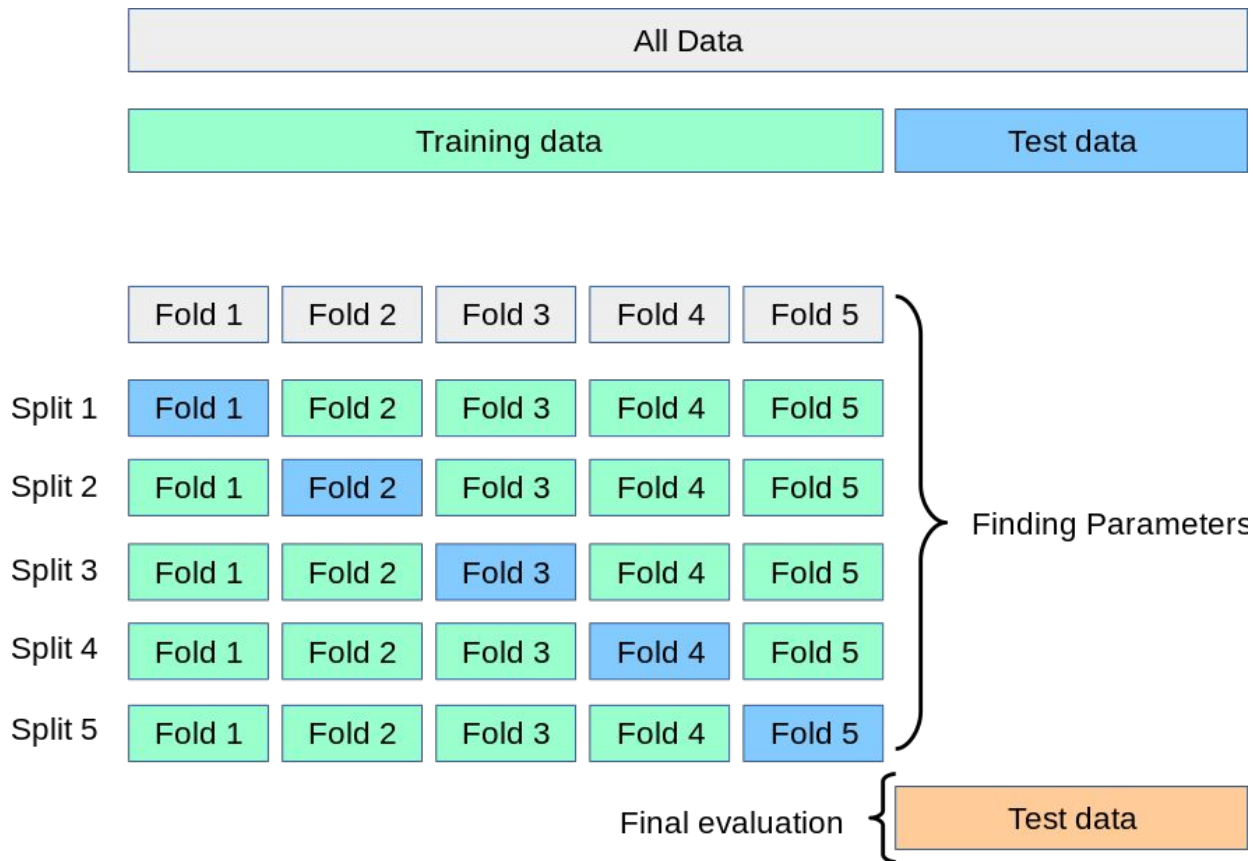 All Data
Training data Test data
Fold 1 Fold 2 Fold 3 Fold 4 Fold 5
Split 1 Fold 1 Fold 2 Fold 3 Fold 4 Fold 5
Split 2 Fold 1 Fold 2 Fold 3 Fold 4 Fold 5
Finding Parameters
Split 3 Fold 1 Fold 2 Fold 3 Fold 4 Fold 5
Split 4 Fold 1 Fold 2 Fold 3 Fold 4 Fold 5
Split 5 Fold 1 Fold 2 Fold 3 Fold 4 Fold 5
Final evaluation Test data